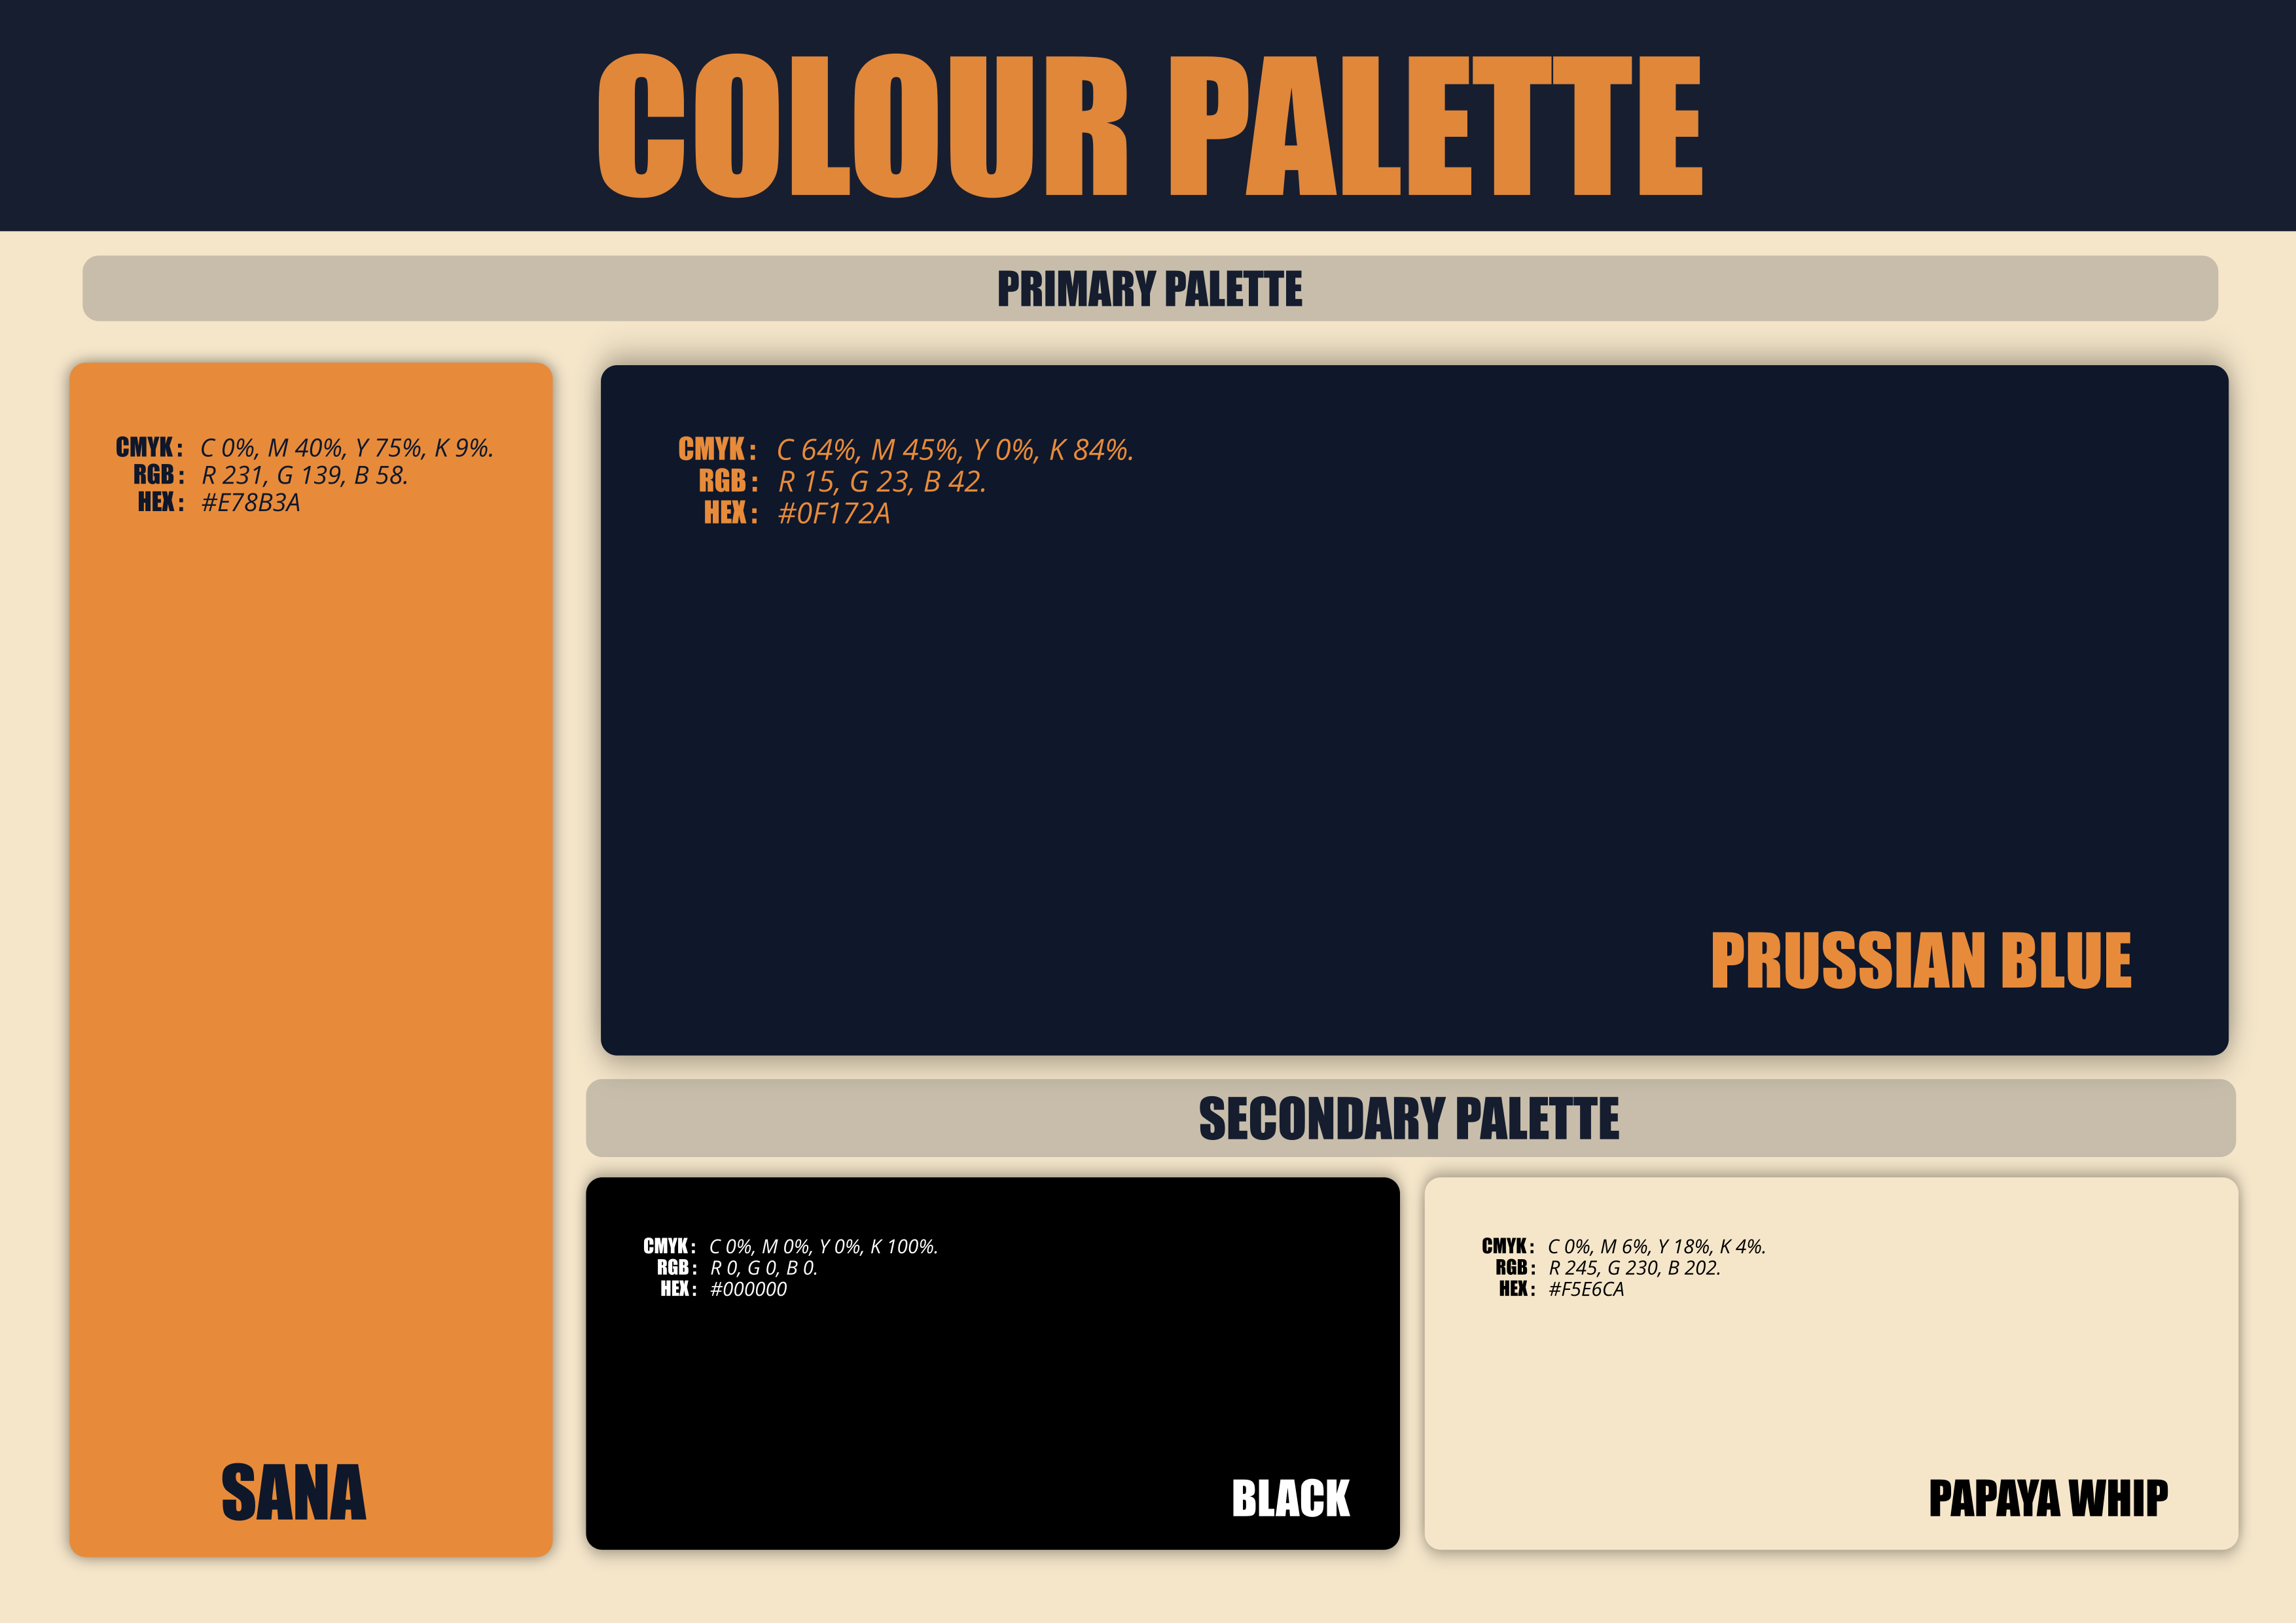 COLOUR PALETTE
PRIMARY PALETTE
CMYK: C 0%, M 40%, Y 75%, K 9%.
RGB: R 231, G 139, B 58.
HEX: #E78B3A
SANA
CMYK: C 64%, M 45%, Y 0%, K 84%.
RGB: R 15, G 23, B 42.
HEX: #0F172A
PRUSSIAN BLUE
SECONDARY PALETTE
CMYK: C 0%, M 0%, Y 0%, K 100%.
RGB: R 0, G 0, B 0.
HEX: #000000
BLACK
CMYK: C 0%, M 6%, Y 18%, K 4%.
RGB: R 245, G 230, B 202.
HEX: #F5E6CA
PAPAYA WHIP